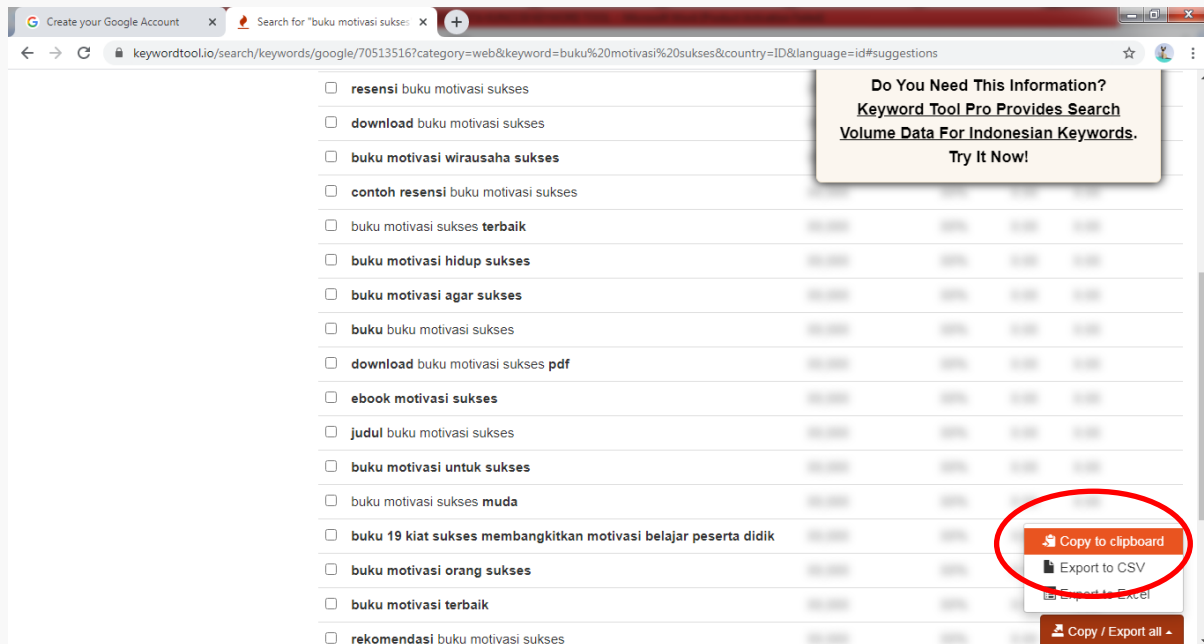 Create your Google Account
Search for "buku motivasi sukses
keywordtool.io/search/keywords/google/70513516?category=web&keyword=buku%20motivasi%20sukses&country=ID&language=id#suggestions
Do You Need This Information?
Keyword Tool Pro Provides Search
Volume Data For Indonesian Keywords.
Try It Now!
resensi buku motivasi sukses
download buku motivasi sukses
buku motivasi wirausaha sukses
contoh resensi buku motivasi sukses
buku motivasi sukses terbaik
buku motivasi hidup sukses
buku motivasi agar sukses
buku buku motivasi sukses
download buku motivasi sukses pdf
ebook motivasi sukses
judul buku motivasi sukses
buku motivasi untuk sukses
buku motivasi sukses muda
buku 19 kiat sukses membangkitkan motivasi belajar peserta didik
buku motivasi orang sukses
buku motivasi terbaik
rekomendasi buku motivasi sukses
Copy to clipboard
Export to CSV
Export to Excel
Copy / Export all